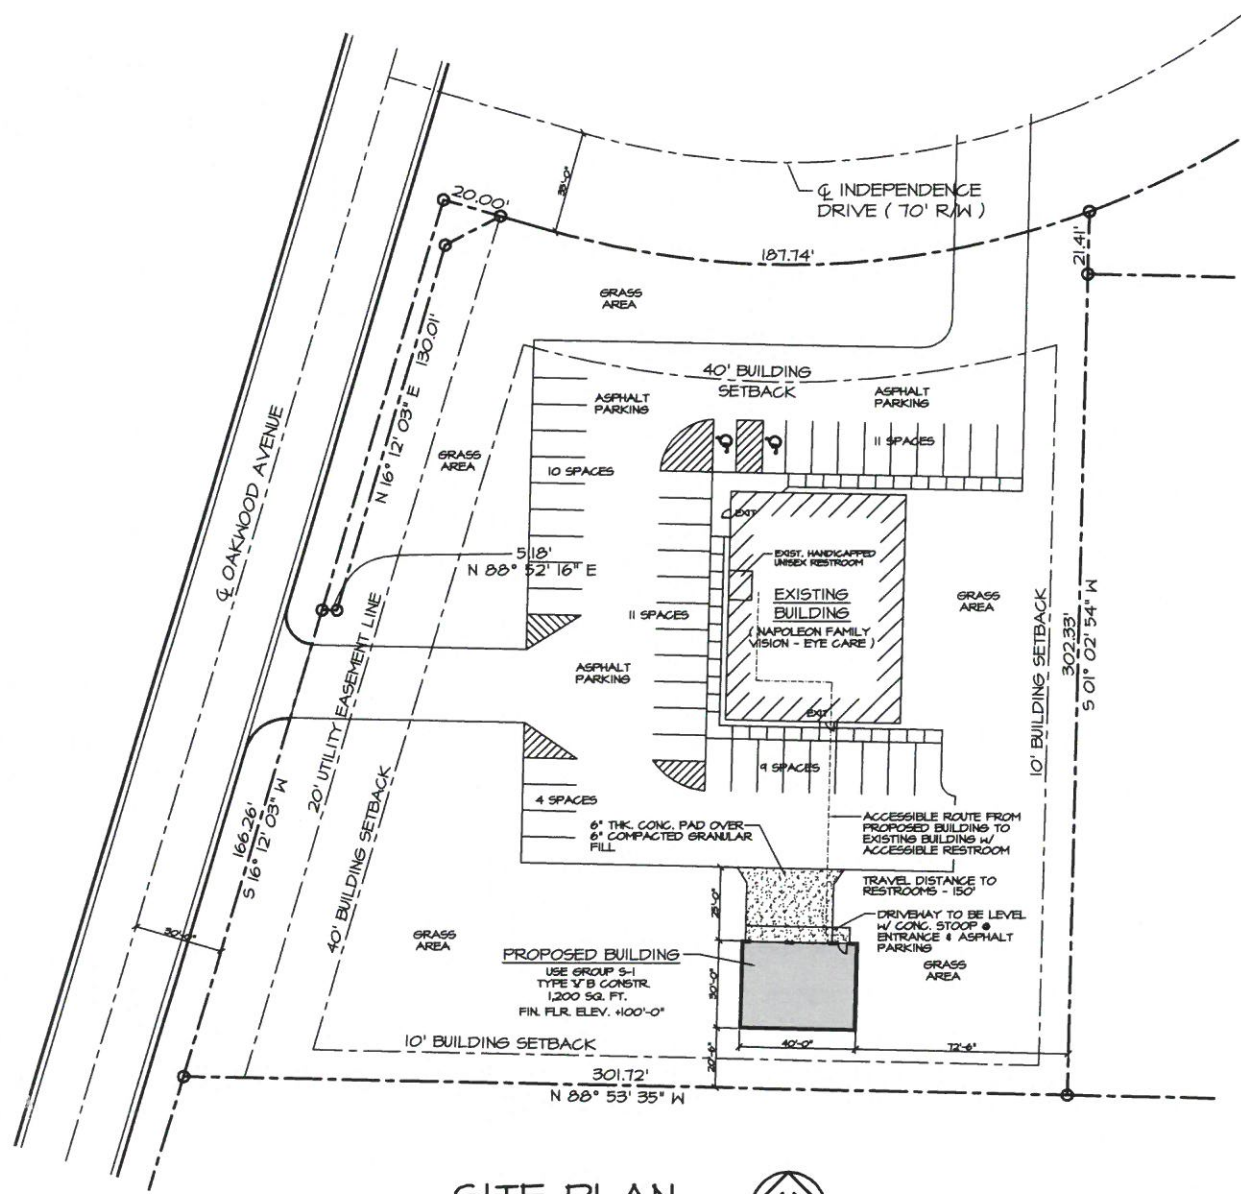 ℄ INDEPENDENCE
DRIVE ( 70' R/W )
20.00'
187.74'
21.41'
GRASS
AREA
N 16° 12' 03" E 130.01'
40' BUILDING
SETBACK
ASPHALT
PARKING
ASPHALT
PARKING
11 SPACES
℄ OAKWOOD AVENUE
GRASS
AREA
10 SPACES
EXIT
EXIST. HANDICAPPED
UNISEX RESTROOM
5.18'
N 88° 52' 16" E
EXISTING
BUILDING
( NAPOLEON FAMILY
VISION - EYE CARE )
GRASS
AREA
11 SPACES
ASPHALT
PARKING
302.33'
S 01° 02' 54" W
10' BUILDING SETBACK
EXIT
20' UTILITY EASEMENT LINE
40' BUILDING SETBACK
166.26'
S 16° 12' 03" W
9 SPACES
4 SPACES
6" THK. CONC. PAD OVER
6" COMPACTED GRANULAR
FILL
ACCESSIBLE ROUTE FROM
PROPOSED BUILDING TO
EXISTING BUILDING W/
ACCESSIBLE RESTROOM
TRAVEL DISTANCE TO
RESTROOMS - 150'
DRIVEWAY TO BE LEVEL
W/ CONC. STOOP @
ENTRANCE & ASPHALT
PARKING
GRASS
AREA
GRASS
AREA
PROPOSED BUILDING
USE GROUP S-1
TYPE V B CONSTR.
1,200 SQ. FT.
FIN. FLR. ELEV. +100'-0"
30'-0"
10' BUILDING SETBACK
40'-0"
72'-6"
20'-6"
301.72'
N 88° 53' 35" W
SITE PLAN